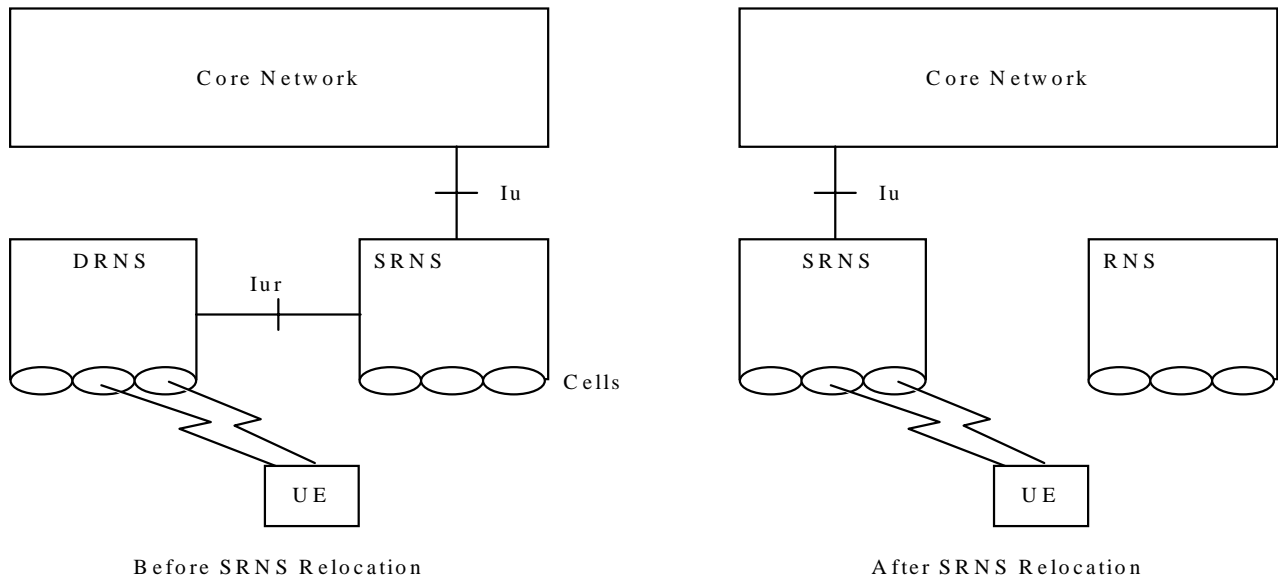 Core Network
Iu
DRNS
SRNS
Iur
Cells
UE
Before SRNS Relocation
Core Network
Iu
SRNS
RNS
UE
After SRNS Relocation